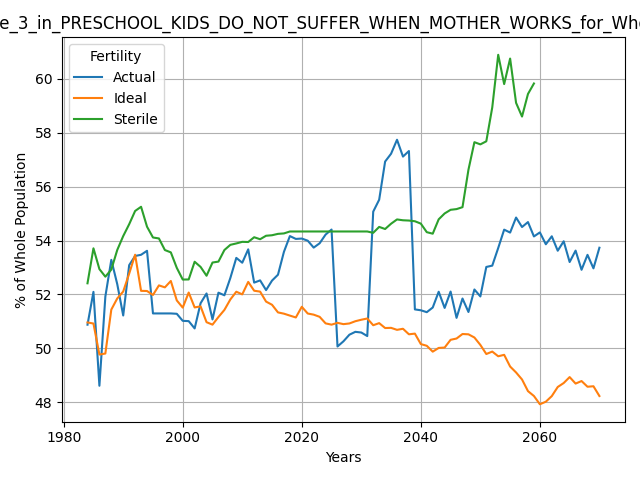 e_3_in_PRESCHOOL_KIDS_DO_NOT_SUFFER_WHEN_MOTHER_WORKS_for_Who
Fertility
Actual
Ideal
Sterile
% of Whole Population
60
58
56
54
52
50
48
1980
2000
2020
2040
2060
Years